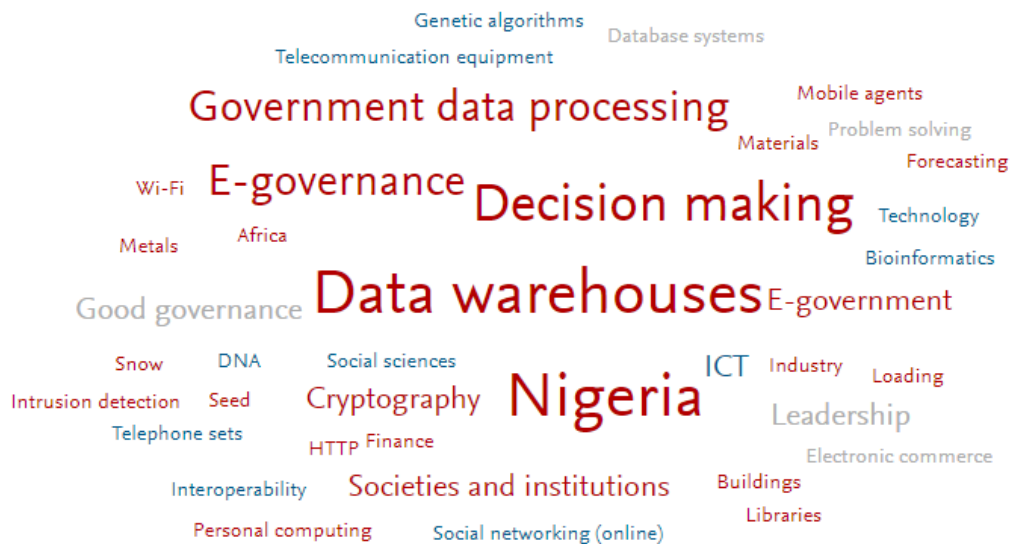 Genetic algorithms
Database systems
Telecommunication equipment
Government data processing
Mobile agents
Problem solving
Materials
Forecasting
Wi-Fi
E-governance
Decision making
Technology
Metals
Africa
Bioinformatics
Good governance
Data warehouses
E-government
Snow
DNA
Social sciences
ICT
Industry
Loading
Intrusion detection
Seed
Cryptography
Nigeria
Leadership
Telephone sets
HTTP
Finance
Electronic commerce
Interoperability
Societies and institutions
Buildings
Libraries
Personal computing
Social networking (online)